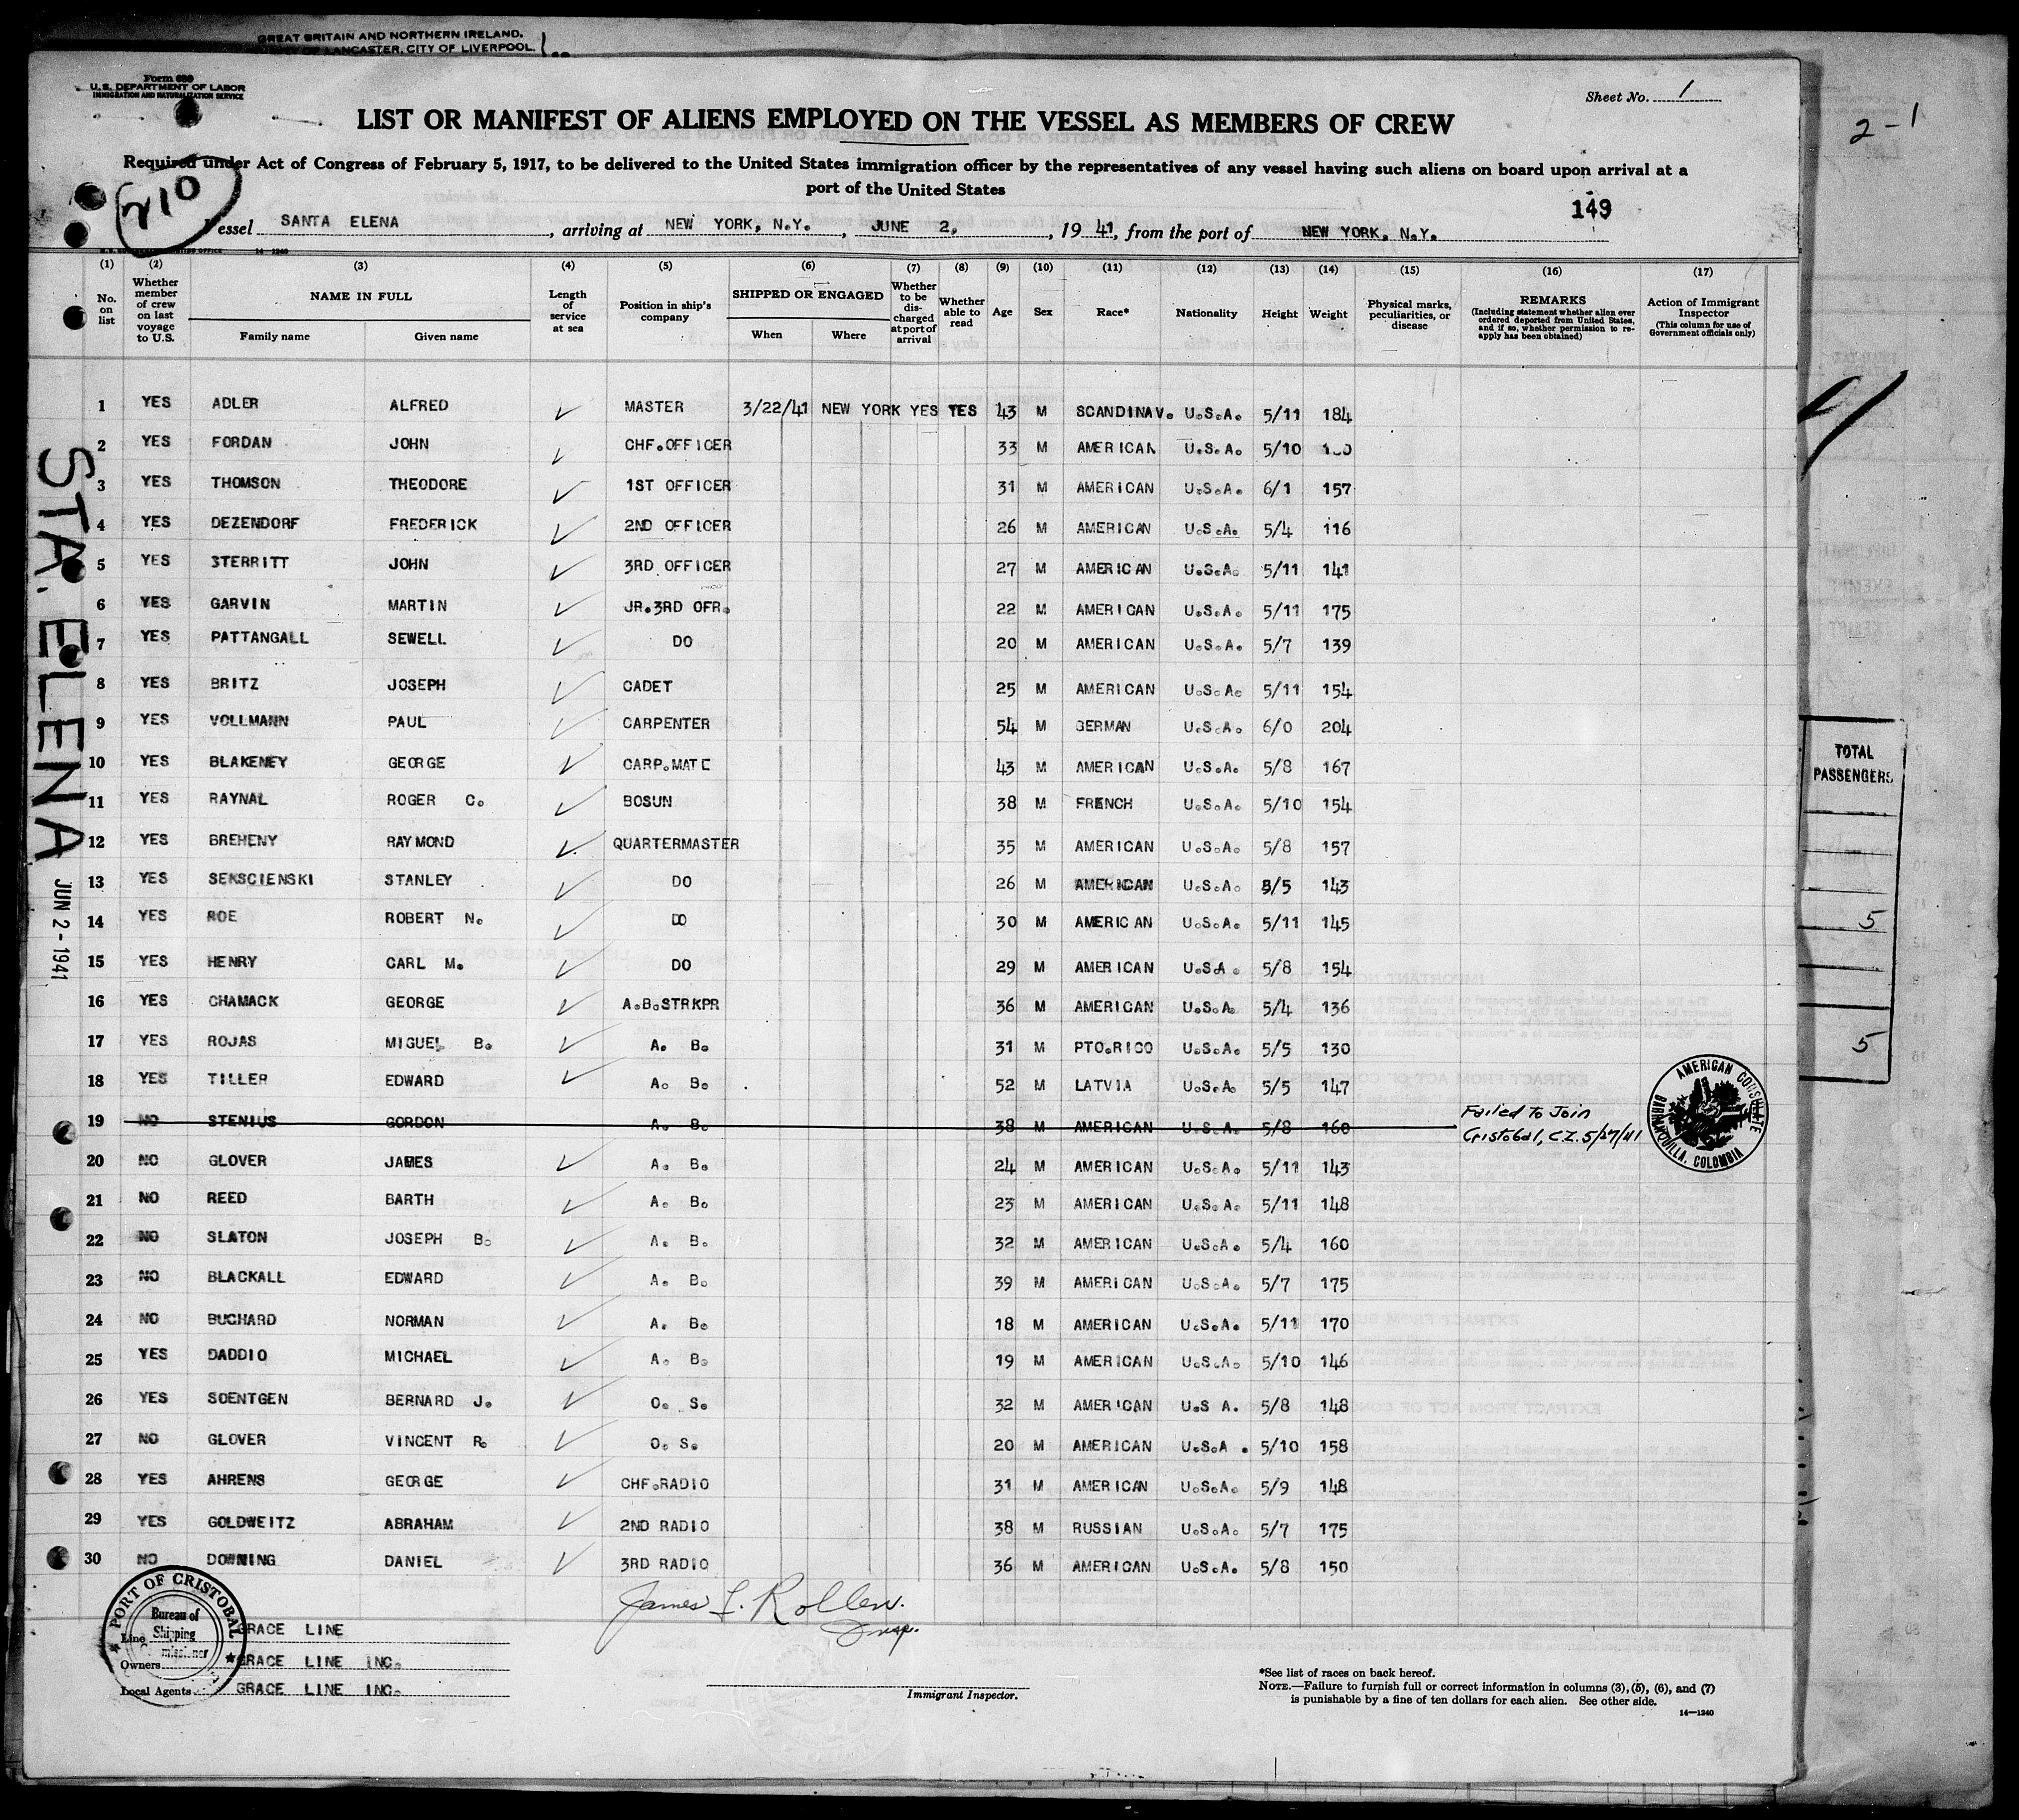 GREAT BRITAIN AND NORTHERN IRELAND,
OF LANCASTER, CITY OF LIVERPOOL.
Form 680
U. S. DEPARTMENT OF LABOR
IMMIGRATION AND NATURALIZATION SERVICE
Sheet No. 1
2-1
LIST OR MANIFEST OF ALIENS EMPLOYED ON THE VESSEL AS MEMBERS OF CREW
Required under Act of Congress of February 5, 1917, to be delivered to the United States immigration officer by the representatives of any vessel having such aliens on board upon arrival at a
port of the United States
210
149
essel SANTA ELENA, arriving at NEW YORK, N.Y., JUNE 2, 1941, from the port of NEW YORK, N.Y.
(1) (2) (3) (4) (5) (6) (7) (8) (9) (10) (11) (12) (13) (14) (15) (16) (17)
No. on list
Whether member of crew on last voyage to U.S.
NAME IN FULL
Family name Given name
Length of service at sea
Position in ship's company
SHIPPED OR ENGAGED
When Where
Whether to be discharged at port of arrival
Whether able to read
Age Sex Race* Nationality Height Weight
Physical marks, peculiarities, or disease
REMARKS
(Including statement whether alien ever ordered deported from United States, and if so, whether permission to reapply has been obtained)
Action of Immigrant Inspector
(This column for use of Government officials only)
1 YES ADLER ALFRED ✓ MASTER 3/22/41 NEW YORK YES YES 43 M SCANDINAV. U.S.A. 5/11 184
2 YES FORDAN JOHN ✓ CHF.OFFICER 33 M AMERICAN U.S.A. 5/10
3 YES THOMSON THEODORE ✓ 1ST OFFICER 31 M AMERICAN U.S.A. 6/1 157
4 YES DEZENDORF FREDERICK ✓ 2ND OFFICER 26 M AMERICAN U.S.A. 5/4 116
5 YES STERRITT JOHN ✓ 3RD OFFICER 27 M AMERICAN U.S.A. 5/11 141
6 YES GARVIN MARTIN ✓ JR.3RD OFR. 22 M AMERICAN U.S.A. 5/11 175
7 YES PATTANGALL SEWELL ✓ DO 20 M AMERICAN U.S.A. 5/7 139
8 YES BRITZ JOSEPH ✓ CADET 25 M AMERICAN U.S.A. 5/11 154
9 YES VOLLMANN PAUL ✓ CARPENTER 54 M GERMAN U.S.A. 6/0 204
10 YES BLAKENEY GEORGE ✓ CARP.MATE 43 M AMERICAN U.S.A. 5/8 167
11 YES RAYNAL ROGER C. ✓ BOSUN 38 M FRENCH U.S.A. 5/10 154
12 YES BREHENY RAYMOND ✓ QUARTERMASTER 35 M AMERICAN U.S.A. 5/8 157
13 YES SEKSCIENSKI STANLEY ✓ DO 26 M AMERICAN U.S.A. 5/5 143
14 YES ROE ROBERT N. ✓ DO 30 M AMERICAN U.S.A. 5/11 145
15 YES HENRY CARL M. ✓ DO 29 M AMERICAN U.S.A. 5/8 154
16 YES CHAMACK GEORGE ✓ A.B.STRKPR 36 M AMERICAN U.S.A. 5/4 136
17 YES ROJAS MIGUEL B. ✓ A. B. 31 M PTO.RICO U.S.A. 5/5 130
18 YES TILLER EDWARD ✓ A. B. 52 M LATVIA U.S.A. 5/5 147
19 NO STENIUS GORDON A. B. 38 M AMERICAN U.S.A. 5/8 160 Failed to Join
Cristobal, C.Z. 5/27/41
20 NO GLOVER JAMES ✓ A. B. 24 M AMERICAN U.S.A. 5/11 143
21 NO REED BARTH ✓ A. B. 23 M AMERICAN U.S.A. 5/11 148
22 NO SLATON JOSEPH B. ✓ A. B. 32 M AMERICAN U.S.A. 5/4 160
23 NO BLACKALL EDWARD ✓ A. B. 39 M AMERICAN U.S.A. 5/7 175
24 NO BUCHARD NORMAN ✓ A. B. 18 M AMERICAN U.S.A. 5/11 170
25 YES DADDIO MICHAEL ✓ A. B. 19 M AMERICAN U.S.A. 5/10 146
26 YES SOENTGEN BERNARD J. ✓ O. S. 32 M AMERICAN U.S A. 5/8 148
27 NO GLOVER VINCENT R. ✓ O. S. 20 M AMERICAN U.S.A . 5/10 158
28 YES AHRENS GEORGE ✓ CHF.RADIO 31 M AMERICAN U.S.A. 5/9 148
29 YES GOLDWEITZ ABRAHAM ✓ 2ND RADIO 38 M RUSSIAN U.S.A. 5/7 175
30 NO DOWNING DANIEL ✓ 3RD RADIO 36 M AMERICAN U.S.A. 5/8 150
STA. ELENA
JUN 2-1941
AMERICAN CONSULATE
BARRANQUILLA, COLOMBIA
TOTAL
PASSENGERS
5
5
James L. Rollen.
Insp.
Immigrant Inspector.
PORT OF CRISTOBAL
Bureau of
Shipping
Line GRACE LINE
Owners GRACE LINE INC.
Local Agents GRACE LINE INC.
*See list of races on back hereof.
NOTE.—Failure to furnish full or correct information in columns (3), (5), (6), and (7)
is punishable by a fine of ten dollars for each alien. See other side.
14—1240